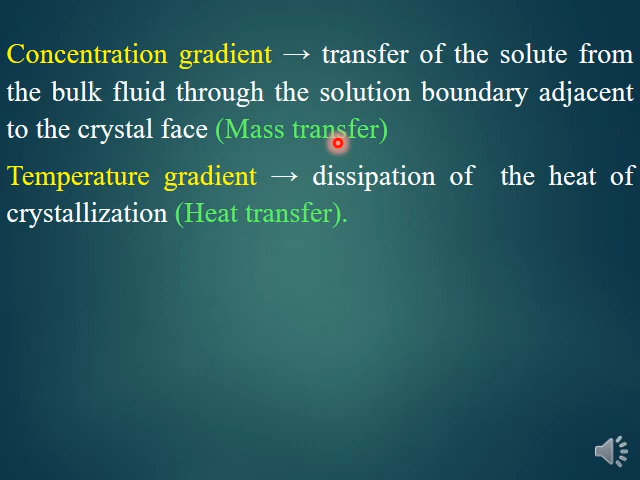 Concentration gradient → transfer of the solute from
the bulk fluid through the solution boundary adjacent
to the crystal face (Mass transfer)
Temperature gradient → dissipation of the heat of
crystallization (Heat transfer).